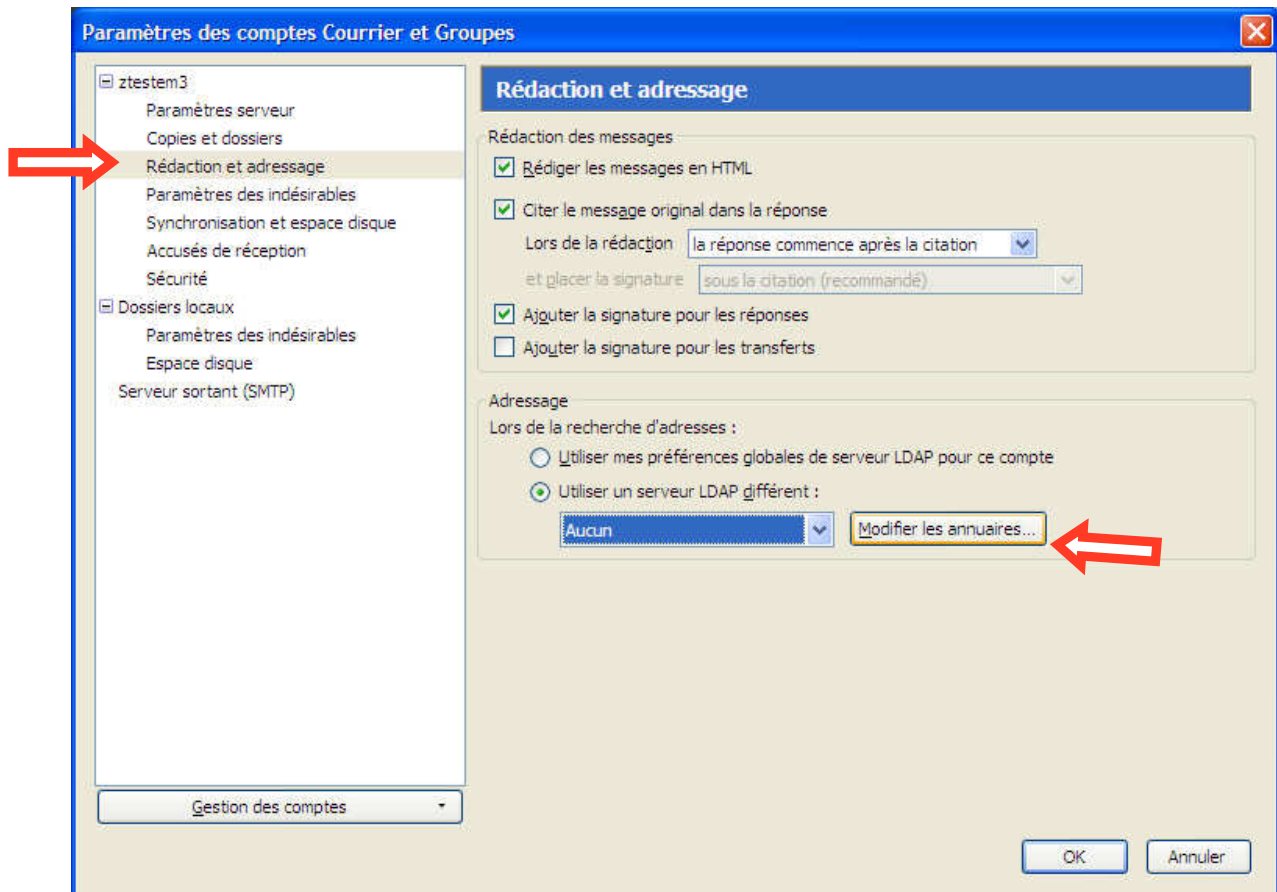 Paramètres des comptes Courrier et Groupes
ztestem3
Paramètres serveur
Copies et dossiers
Rédaction et adressage
Paramètres des indésirables
Synchronisation et espace disque
Accusés de réception
Sécurité
Dossiers locaux
Paramètres des indésirables
Espace disque
Serveur sortant (SMTP)
Gestion des comptes
Rédaction et adressage
Rédaction des messages
Rédiger les messages en HTML
Citer le message original dans la réponse
Lors de la rédaction la réponse commence après la citation
et placer la signature sous la citation (recommandé)
Ajouter la signature pour les réponses
Ajouter la signature pour les transferts
Adressage
Lors de la recherche d'adresses :
Utiliser mes préférences globales de serveur LDAP pour ce compte
Utiliser un serveur LDAP différent :
Aucun Modifier les annuaires...
OK Annuler